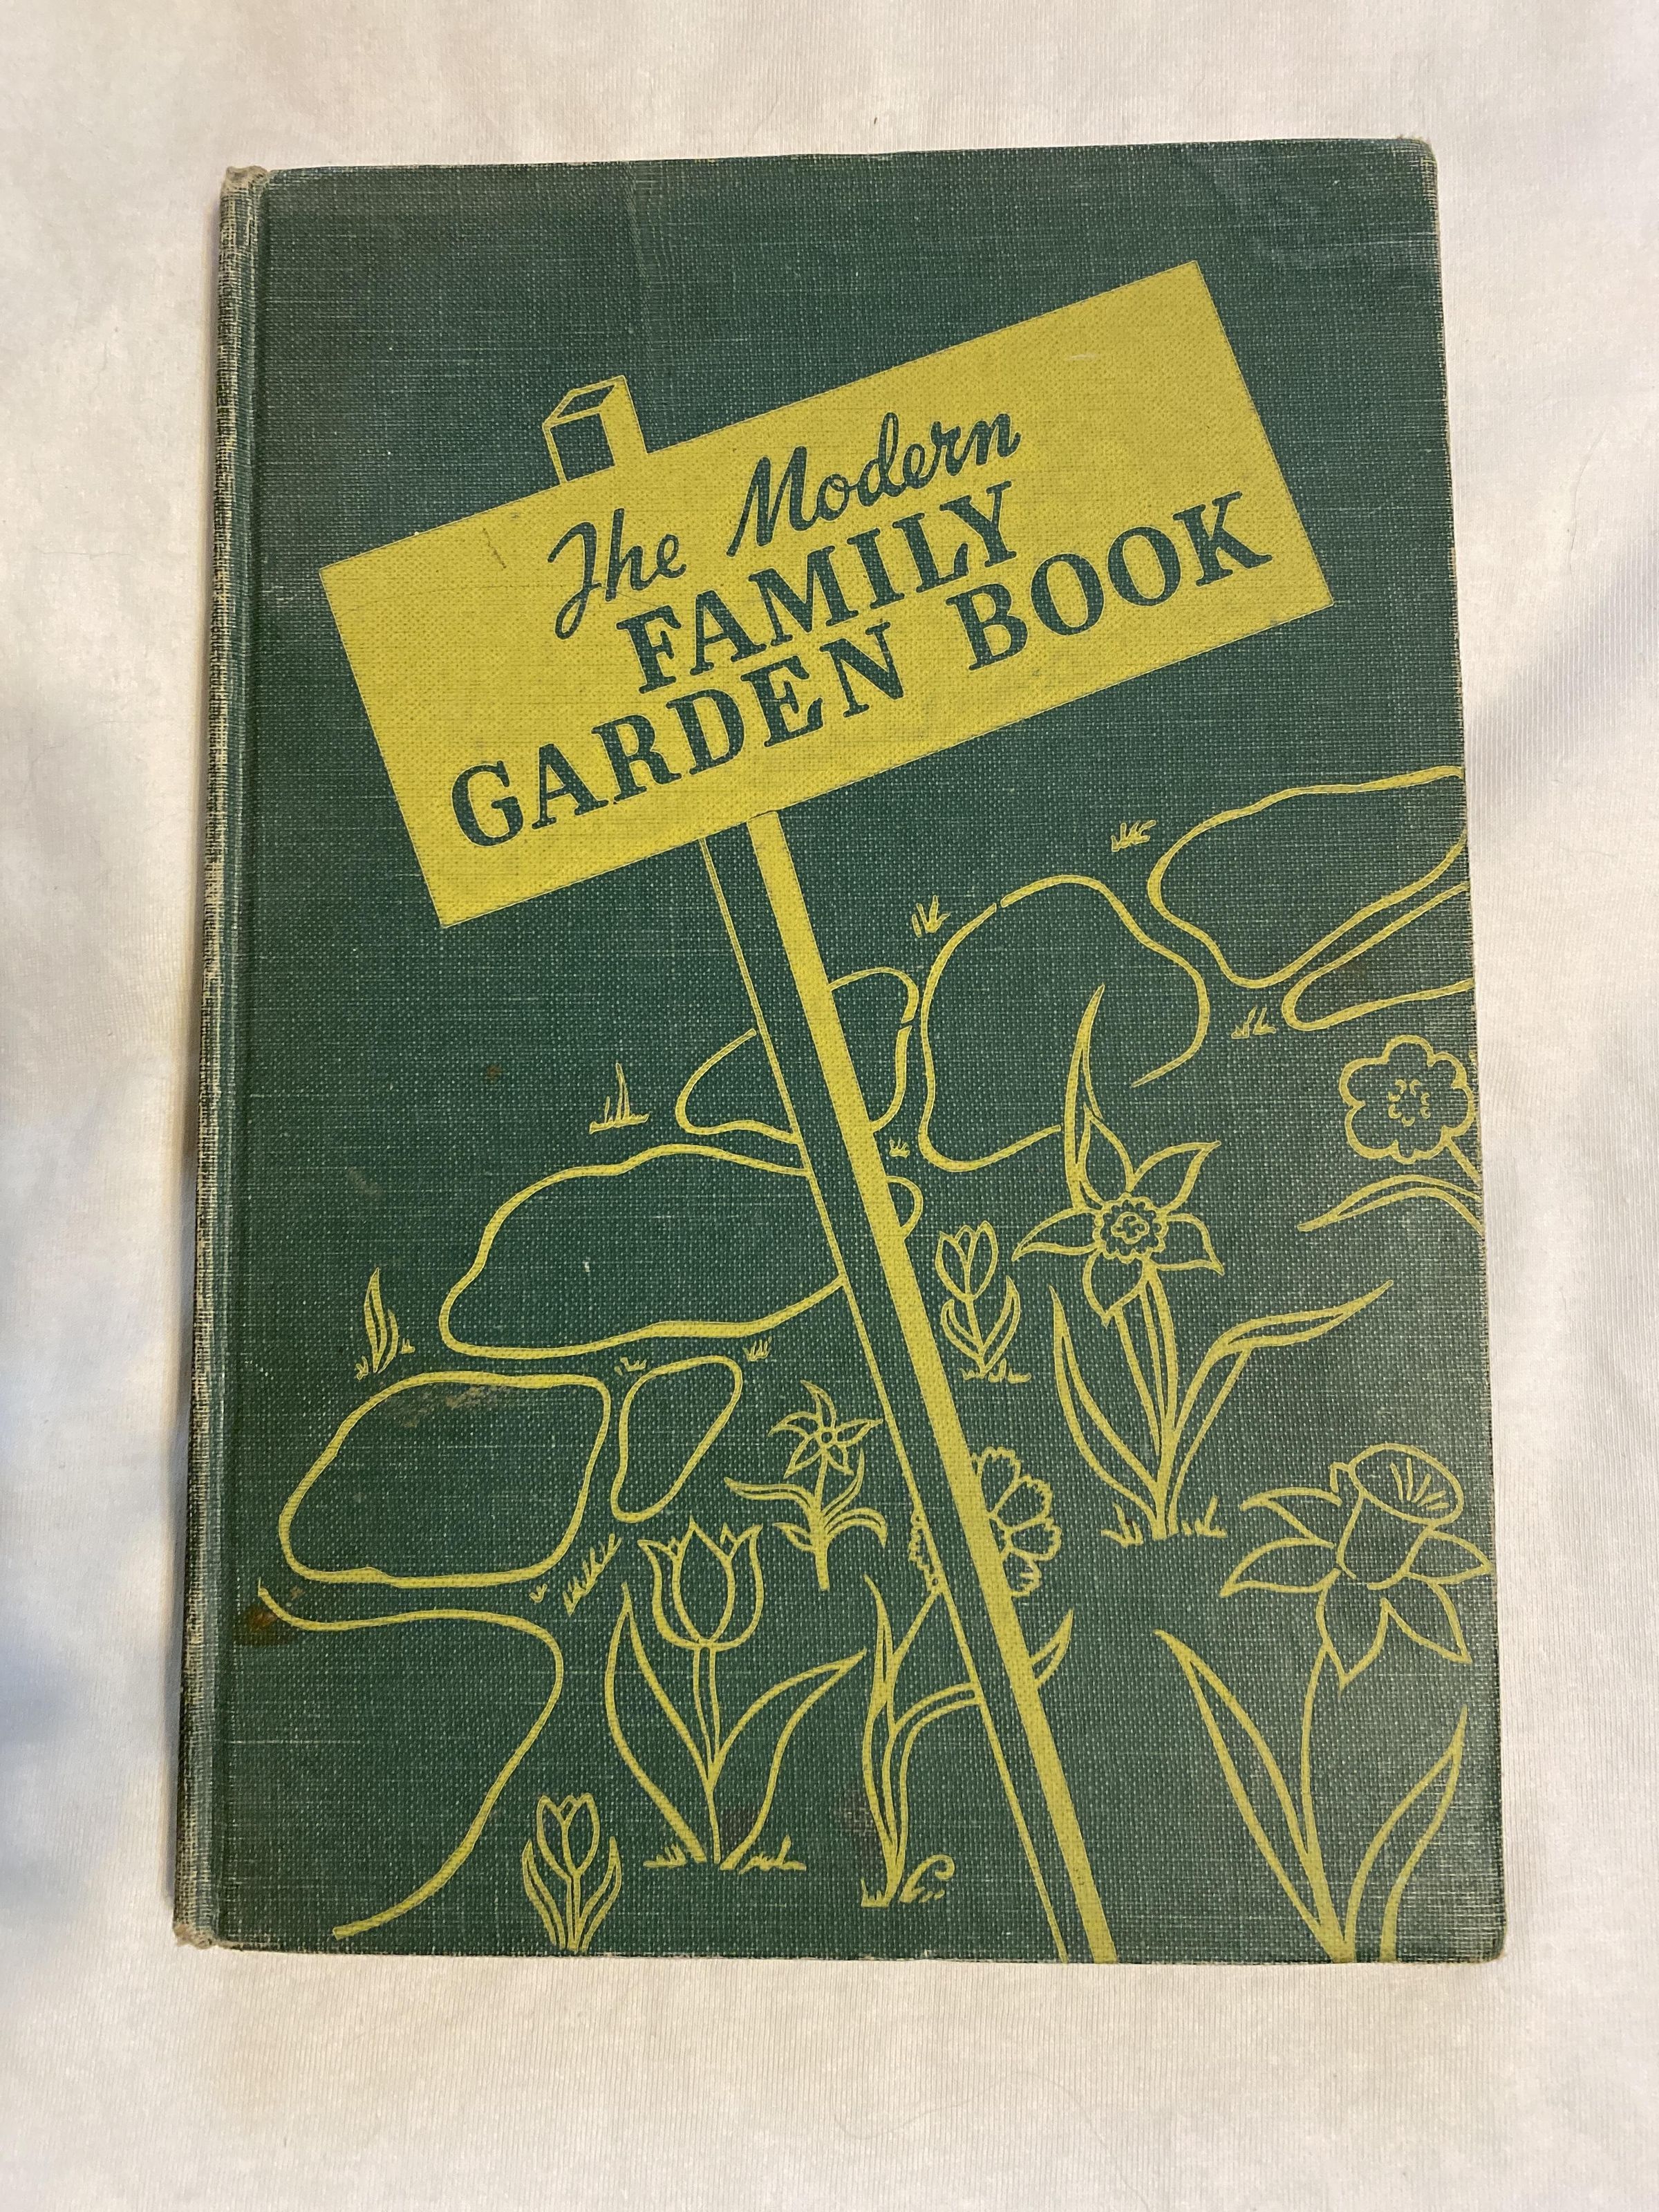 The Modern
FAMILY
GARDEN BOOK